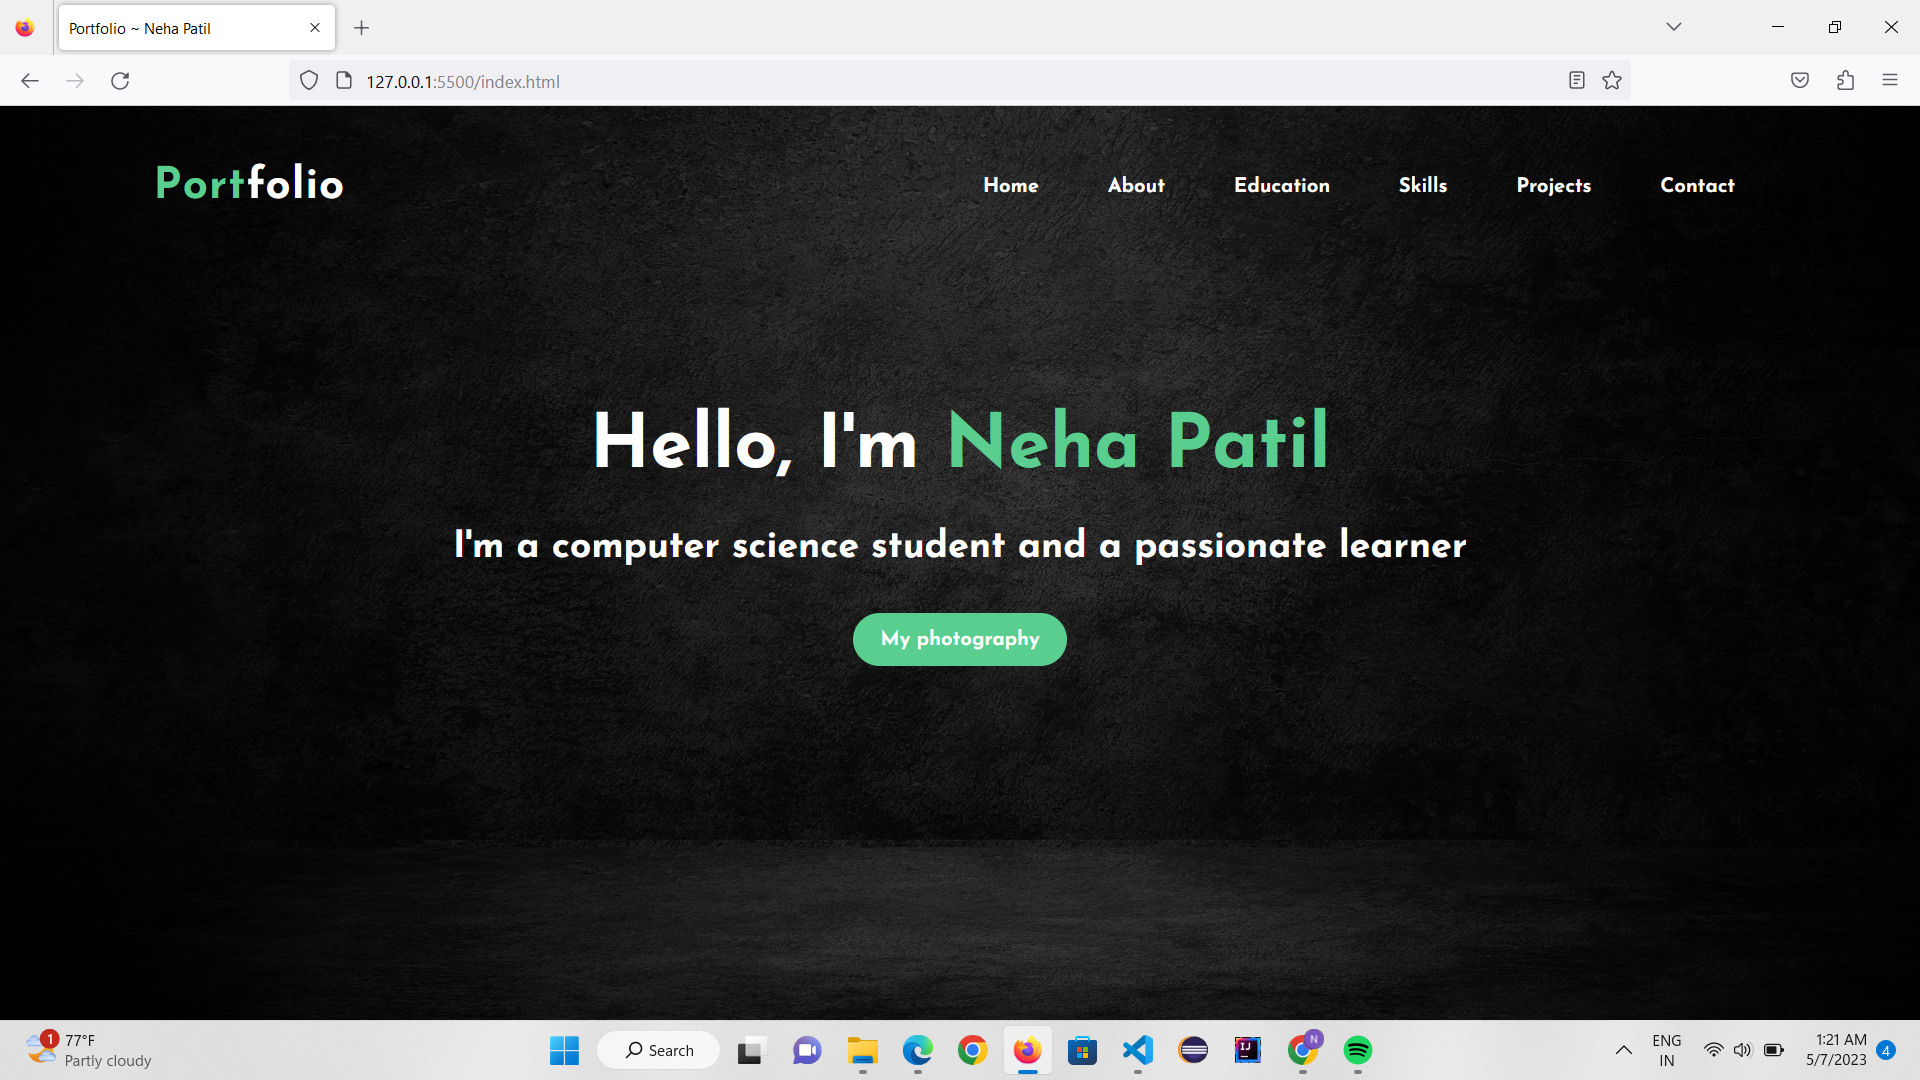 Portfolio ~ Neha Patil
127.0.0.1:5500/index.html
Portfolio
Home About Education Skills Projects Contact
Hello, I'm Neha Patil
I'm a computer science student and a passionate learner
My photography
1
77°F
Partly cloudy
Search
IJ
N
ENG
IN
1:21 AM
5/7/2023
4